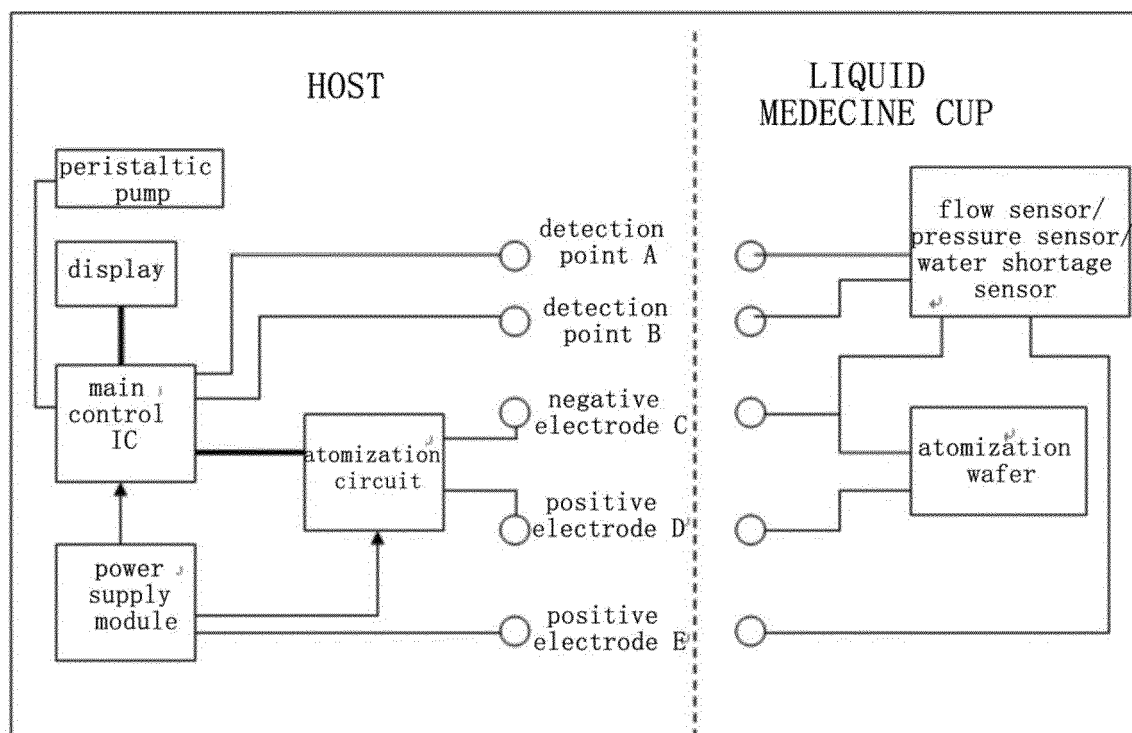 HOST
LIQUID
MEDECINE CUP
peristaltic
pump
display
main
control
IC
power
supply
module
atomization
circuit
detection
point A
detection
point B
negative
electrode C
positive
electrode D
positive
electrode E
flow sensor/
pressure sensor/
water shortage
sensor
atomization
wafer